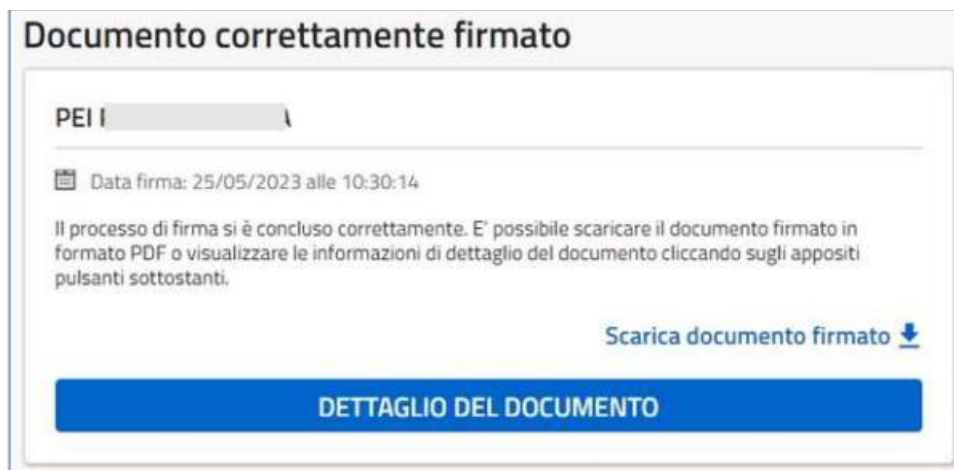 Documento correttamente firmato
PEI
Data firma: 25/05/2023 alle 10:30:14
Il processo di firma si è concluso correttamente. E' possibile scaricare il documento firmato in
formato PDF o visualizzare le informazioni di dettaglio del documento cliccando sugli appositi
pulsanti sottostanti.
Scarica documento firmato
DETTAGLIO DEL DOCUMENTO